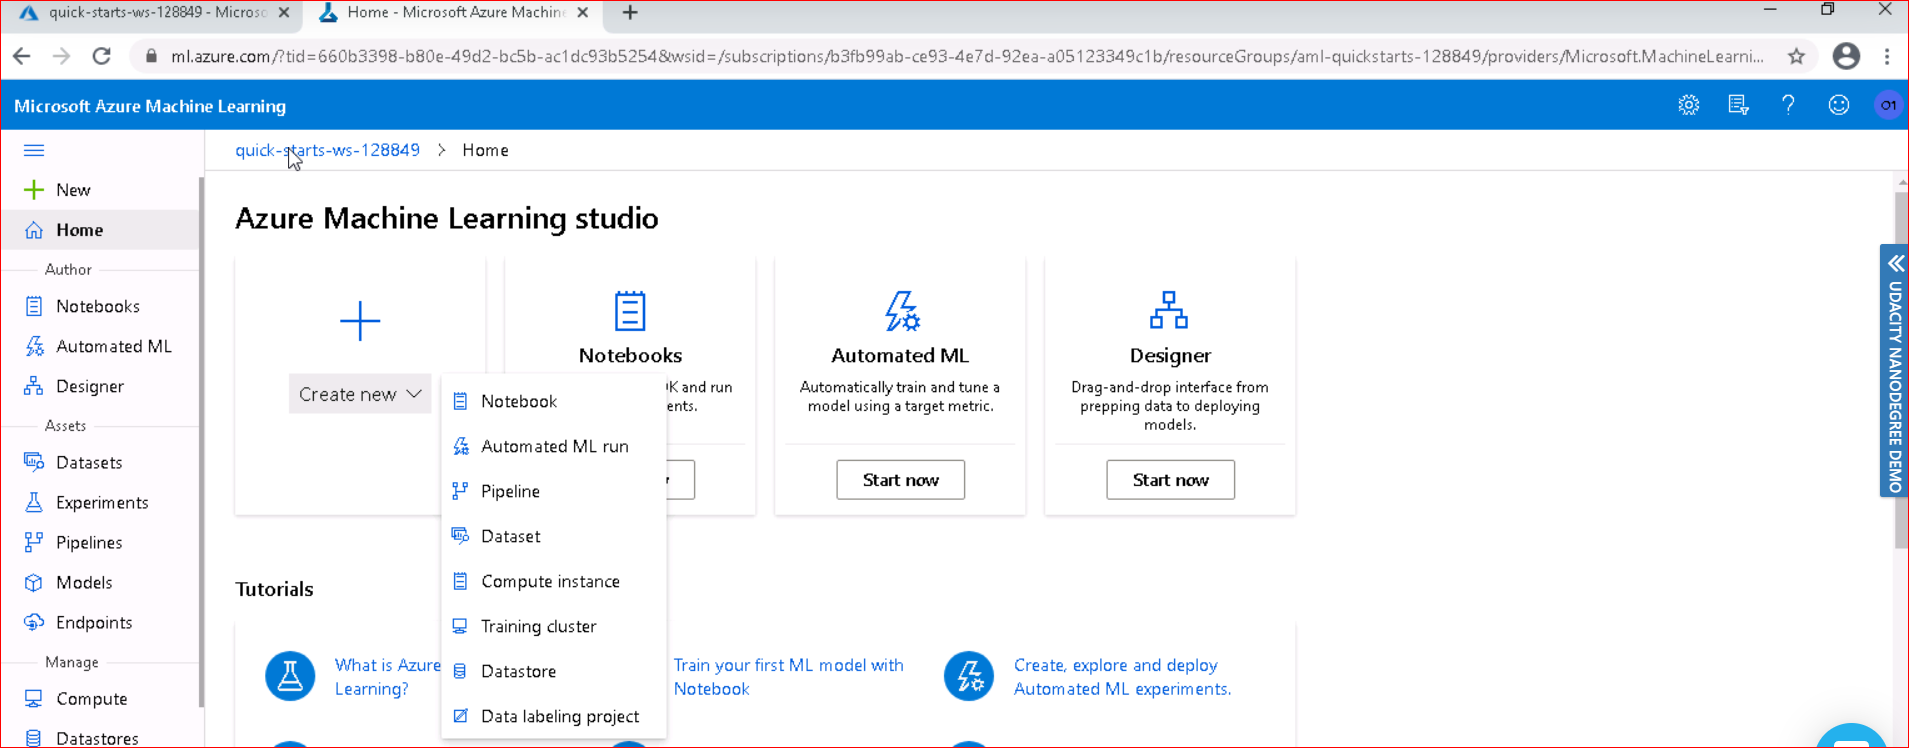 quick-starts-ws-128849 - Microso
Home - Microsoft Azure Machine
ml.azure.com/?tid=660b3398-b80e-49d2-bc5b-ac1dc93b5254&wsid=/subscriptions/b3fb99ab-ce93-4e7d-92ea-a05123349c1b/resourceGroups/aml-quickstarts-128849/providers/Microsoft.MachineLearni...
Microsoft Azure Machine Learning
?
O1
quick-starts-ws-128849 > Home
New
Home
Author
Notebooks
Automated ML
Designer
Assets
Datasets
Experiments
Pipelines
Models
Endpoints
Manage
Compute
Datastores
Azure Machine Learning studio
Create new
Notebook
Automated ML run
Pipeline
Dataset
Compute instance
Training cluster
Datastore
Data labeling project
Notebooks
K and run
ents.
Automated ML
Automatically train and tune a
model using a target metric.
Start now
Designer
Drag-and-drop interface from
prepping data to deploying
models.
Start now
Tutorials
What is Azure
Learning?
Train your first ML model with
Notebook
Create, explore and deploy
Automated ML experiments.
UDACITY NANODEGREE DEMO